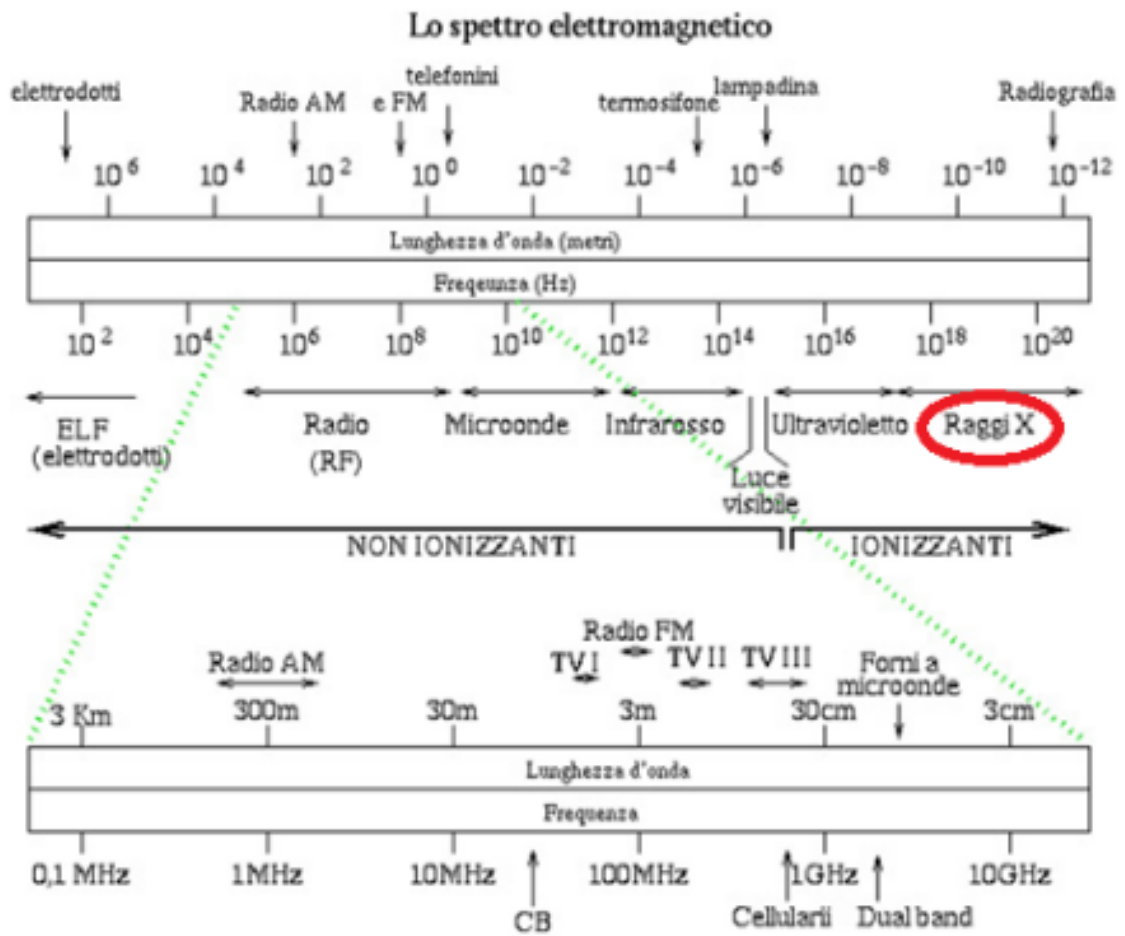 Lo spettro elettromagnetico
elettrodotti Radio AM e FM telefonini termosifone lampadina Radiografia
10^6 10^4 10^2 10^0 10^-2 10^-4 10^-6 10^-8 10^-10 10^-12
Lunghezza d'onda (metri)
Freqeunza (Hz)
10^2 10^4 10^6 10^8 10^10 10^12 10^14 10^16 10^18 10^20
ELF Radio Microonde Infrarosso Ultravioletto Raggi X
(elettrodotti) (RF)
Luce
visibile
NON IONIZZANTI IONIZZANTI
Radio FM
Radio AM TV I TV II TV III Forni a
microonde
3 Km 300m 30m 3m 30cm 3cm
Lunghezza d'onda
Frequenza
0,1 MHz 1MHz 10MHz 100MHz 1GHz 10GHz
CB Cellularii Dual band